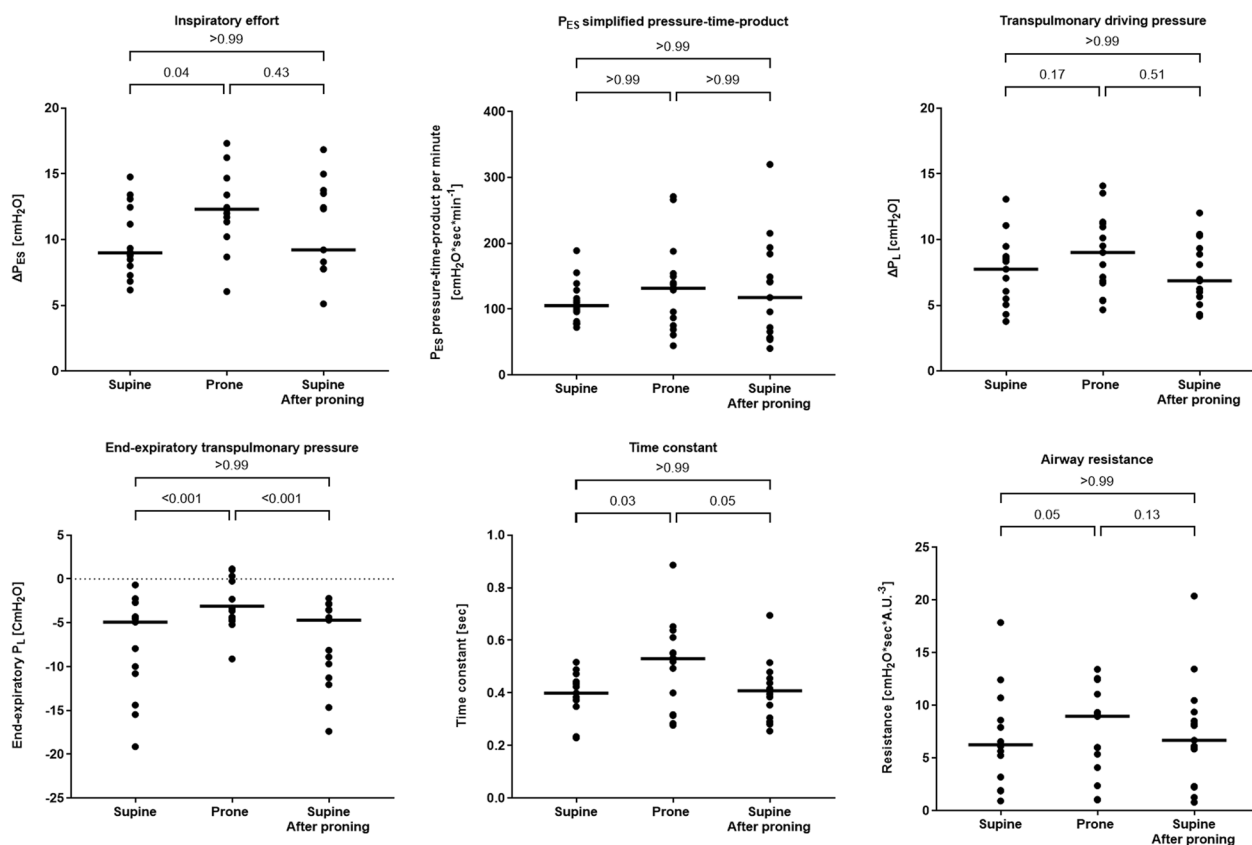 Inspiratory effort
>0.99
0.04
0.43
ΔP_ES [cmH₂O]
20
15
10
5
0
Supine
Prone
Supine
After proning
P_ES simplified pressure-time-product
>0.99
>0.99
>0.99
P_ES pressure-time-product per minute
[cmH₂O*sec*min⁻¹]
400
300
200
100
0
Supine
Prone
Supine
After proning
Transpulmonary driving pressure
>0.99
0.17
0.51
ΔP_L [cmH₂O]
20
15
10
5
0
Supine
Prone
Supine
After proning
End-expiratory transpulmonary pressure
>0.99
<0.001
<0.001
End-expiratory P_L [CmH₂O]
5
0
-5
-10
-15
-20
-25
Supine
Prone
Supine
After proning
Time constant
>0.99
0.03
0.05
Time constant [sec]
1.0
0.8
0.6
0.4
0.2
0.0
Supine
Prone
Supine
After proning
Airway resistance
>0.99
0.05
0.13
Resistance [cmH₂O*sec*A.U.⁻³]
25
20
15
10
5
0
Supine
Prone
Supine
After proning